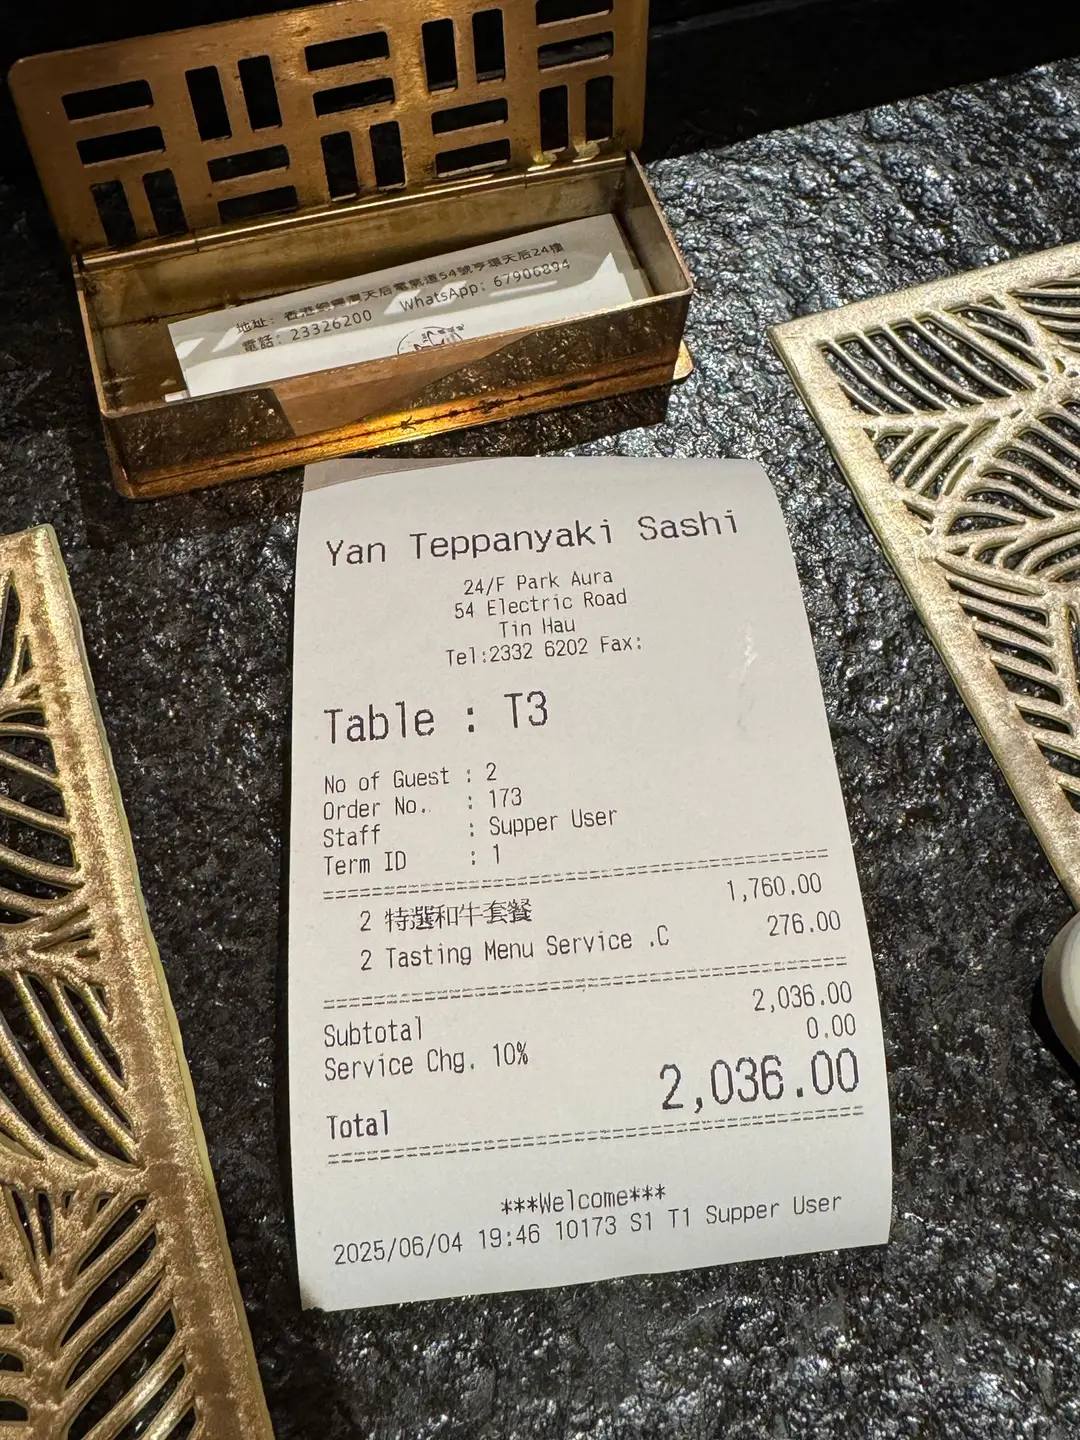 地址: 香港銅鑼灣天后電氣道54號亨環天后24樓
電話: 23326200 WhatsApp: 67906894
Yan Teppanyaki Sashi
24/F Park Aura
54 Electric Road
Tin Hau
Tel:2332 6202 Fax:
Table : T3
No of Guest : 2
Order No. : 173
Staff : Supper User
Term ID : 1
2 特選和牛套餐 1,760.00
2 Tasting Menu Service .C 276.00
Subtotal 2,036.00
Service Chg. 10% 0.00
Total 2,036.00
***Welcome***
2025/06/04 19:46 10173 S1 T1 Supper User